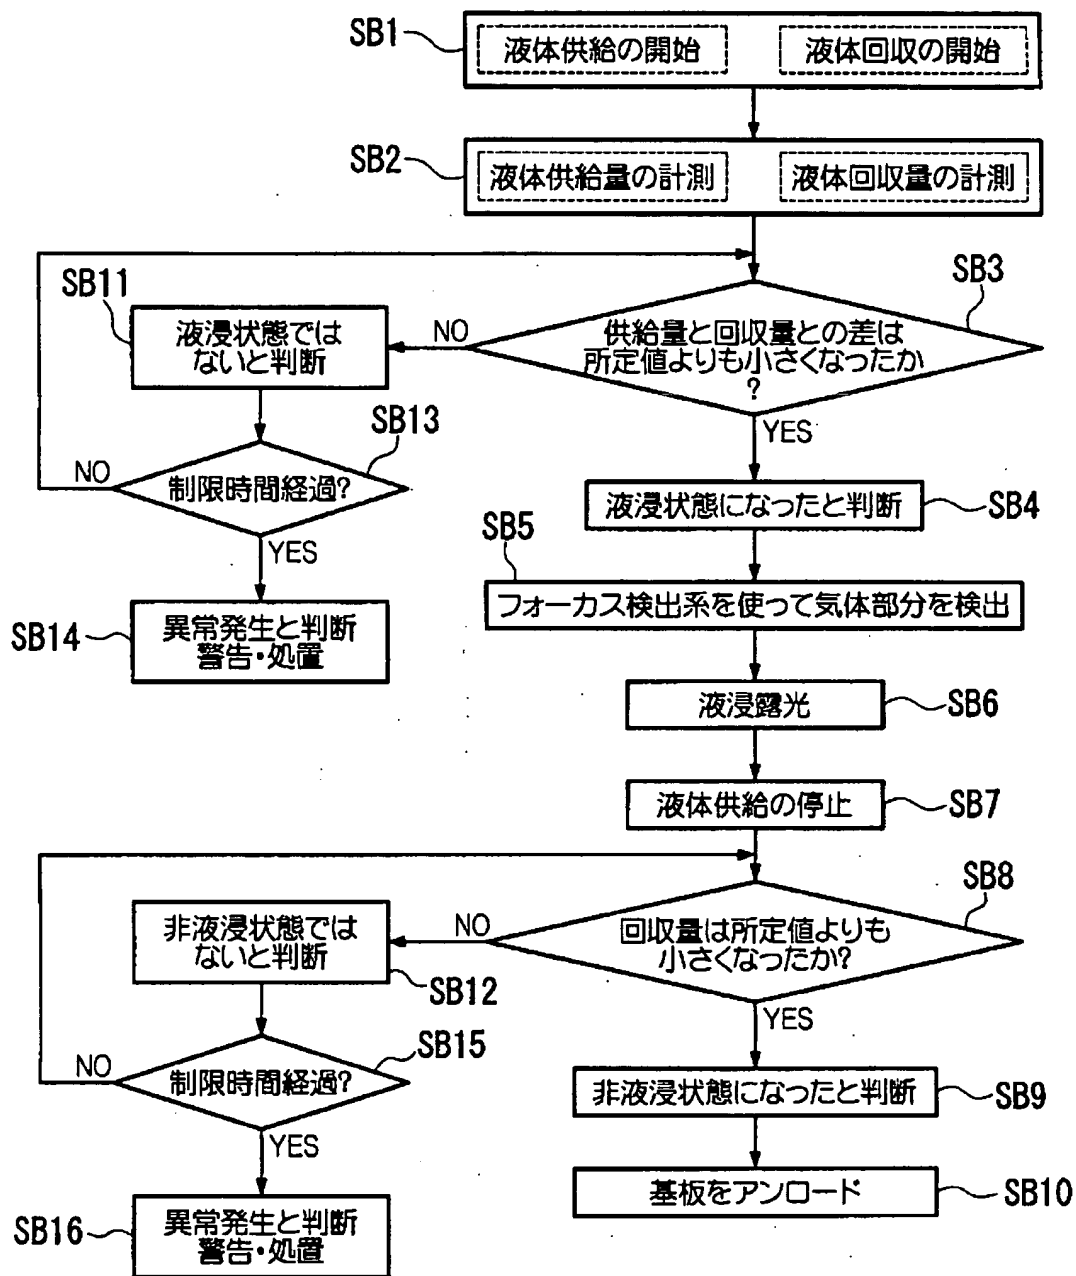 SB1
液体供給の開始
液体回収の開始
SB2
液体供給量の計測
液体回収量の計測
SB3
供給量と回収量との差は
所定値よりも小さくなったか
?
NO
YES
SB11
液浸状態では
ないと判断
SB13
制限時間経過?
NO
YES
SB14
異常発生と判断
警告・処置
液浸状態になったと判断
SB4
SB5
フォーカス検出系を使って気体部分を検出
液浸露光
SB6
液体供給の停止
SB7
SB8
回収量は所定値よりも
小さくなったか?
NO
YES
非液浸状態では
ないと判断
SB12
SB15
制限時間経過?
NO
YES
SB16
異常発生と判断
警告・処置
非液浸状態になったと判断
SB9
基板をアンロード
SB10